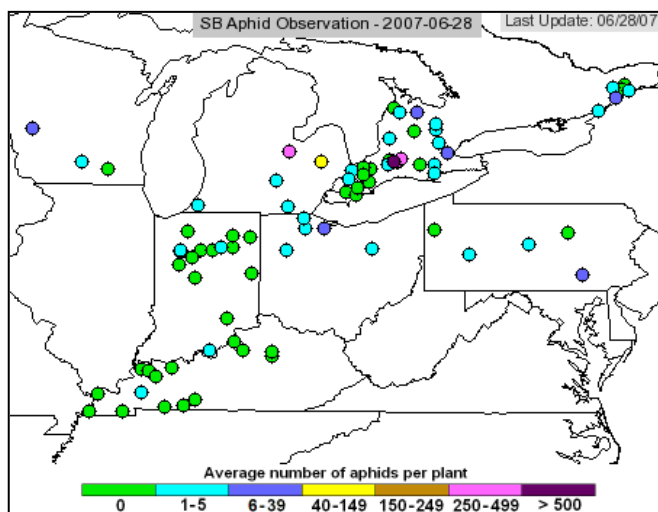 SB Aphid Observation - 2007-06-28
Last Update: 06/28/07
Average number of aphids per plant
0 1-5 6-39 40-149 150-249 250-499 > 500